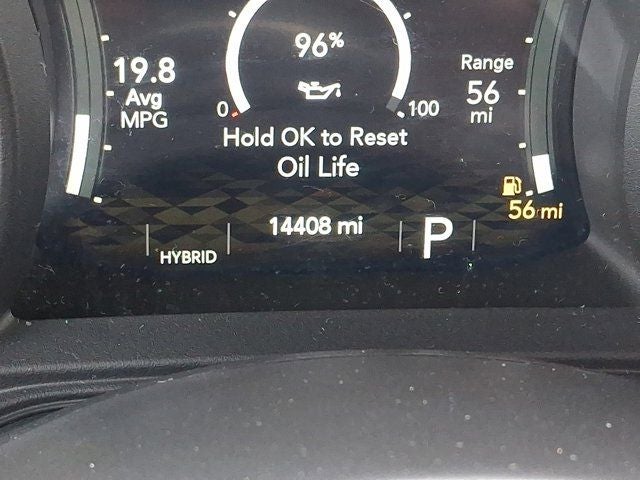 96%
19.8
Avg
MPG
Range
56
mi
0
100
Hold OK to Reset
Oil Life
56 mi
14408 mi
P
HYBRID